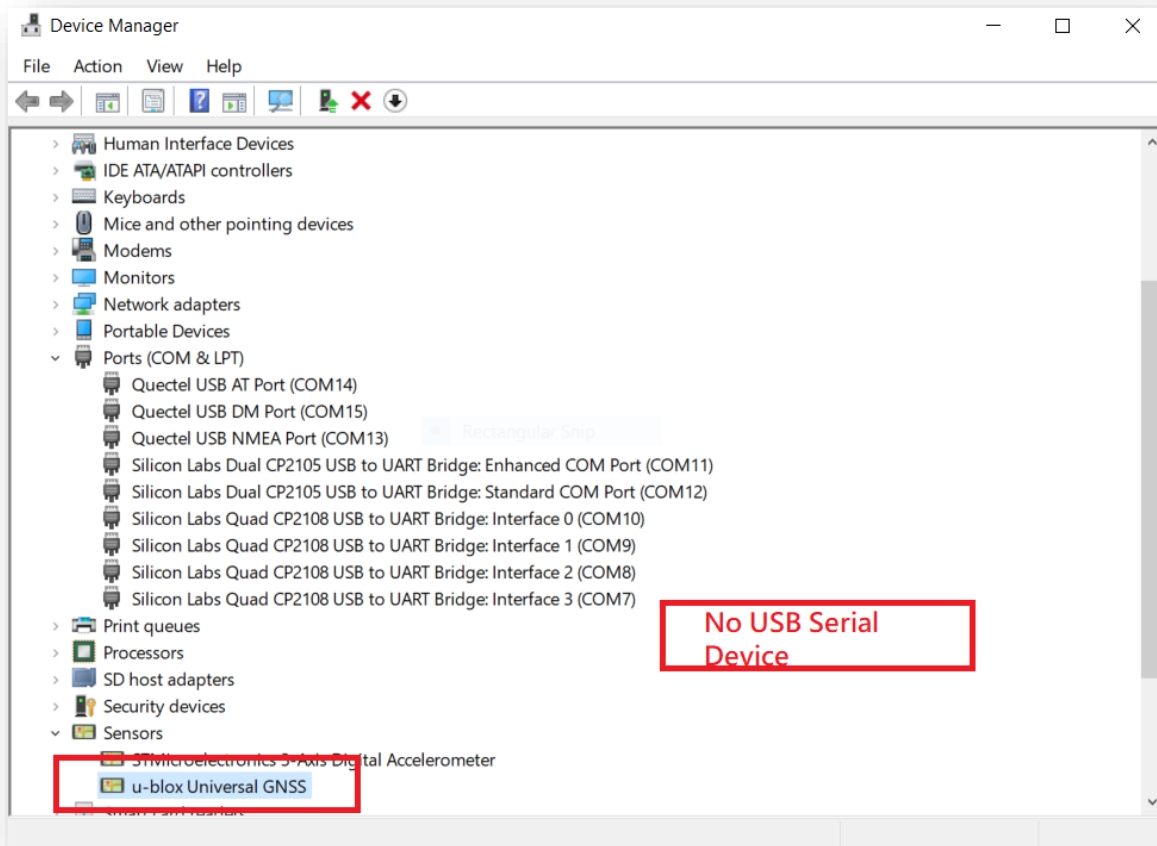 Device Manager
File Action View Help
Human Interface Devices
IDE ATA/ATAPI controllers
Keyboards
Mice and other pointing devices
Modems
Monitors
Network adapters
Portable Devices
Ports (COM & LPT)
Quectel USB AT Port (COM14)
Quectel USB DM Port (COM15)
Rectangular Snip
Quectel USB NMEA Port (COM13)
Silicon Labs Dual CP2105 USB to UART Bridge: Enhanced COM Port (COM11)
Silicon Labs Dual CP2105 USB to UART Bridge: Standard COM Port (COM12)
Silicon Labs Quad CP2108 USB to UART Bridge: Interface 0 (COM10)
Silicon Labs Quad CP2108 USB to UART Bridge: Interface 1 (COM9)
Silicon Labs Quad CP2108 USB to UART Bridge: Interface 2 (COM8)
Silicon Labs Quad CP2108 USB to UART Bridge: Interface 3 (COM7)
No USB Serial
Device
Print queues
Processors
SD host adapters
Security devices
Sensors
STMicroelectronics 3-Axis Digital Accelerometer
u-blox Universal GNSS
Smart card readers